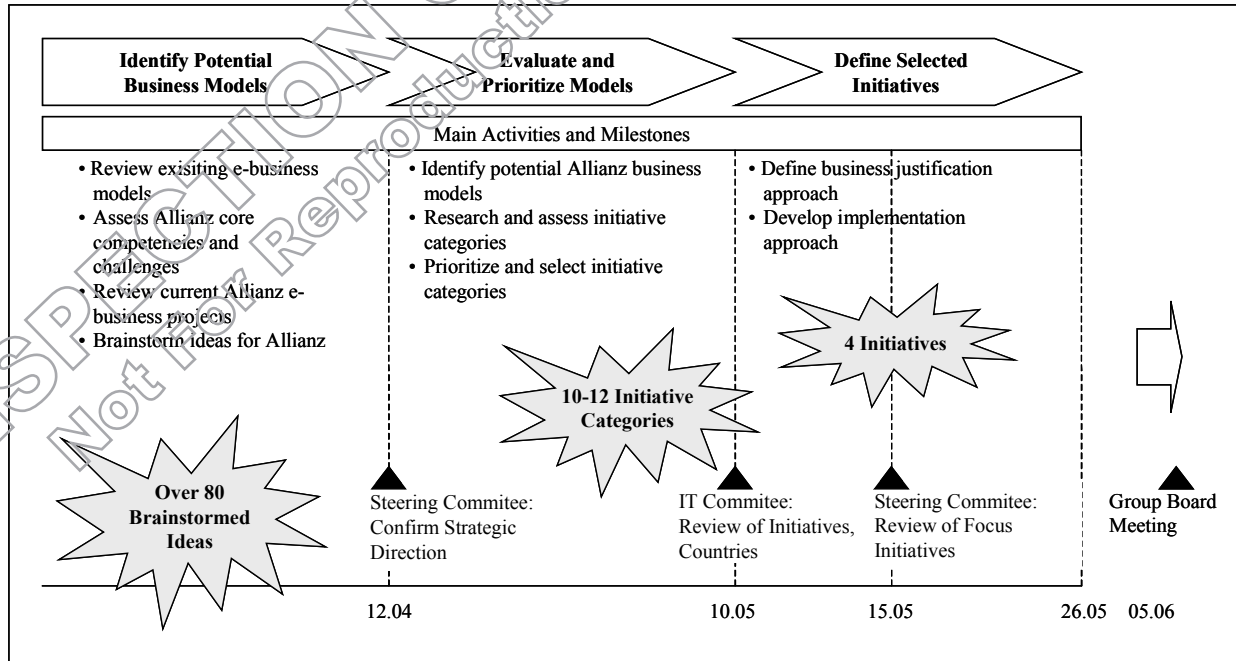 Identify Potential
Business Models
Evaluate and
Prioritize Models
Define Selected
Initiatives
Main Activities and Milestones
• Review exisiting e-business
models
• Assess Allianz core
competencies and
challenges
• Review current Allianz e-
business projects
• Brainstorm ideas for Allianz
• Identify potential Allianz business
models
• Research and assess initiative
categories
• Prioritize and select initiative
categories
• Define business justification
approach
• Develop implementation
approach
Over 80
Brainstormed
Ideas
10-12 Initiative
Categories
4 Initiatives
Steering Commitee:
Confirm Strategic
Direction
IT Commitee:
Review of Initiatives,
Countries
Steering Commitee:
Review of Focus
Initiatives
Group Board
Meeting
12.04
10.05
15.05
26.05
05.06
NSPECTION
Not For Reproductio